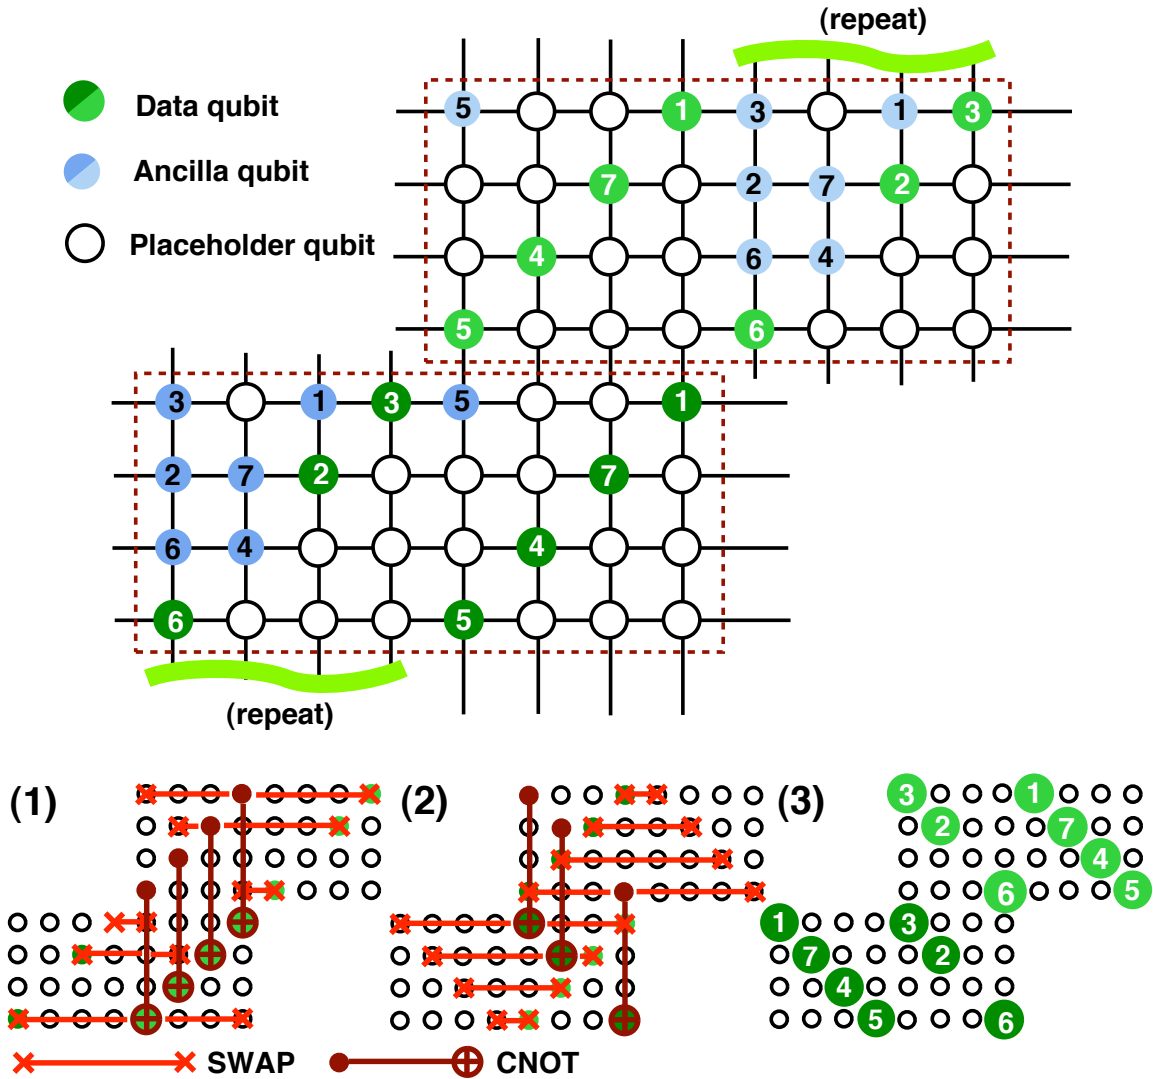 (repeat)
Data qubit
Ancilla qubit
Placeholder qubit
5 1 3 1 3
7 2 7 2
4 6 4
5 6
3 1 3 5 1
2 7 2 7
6 4 4
6 5
(repeat)
(1) (2) (3)
3 1
2 7
4
6 5
1 3
7 2
4
5 6
SWAP CNOT